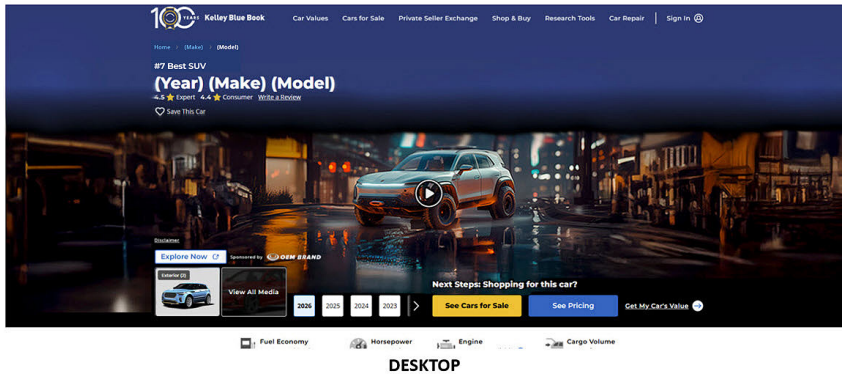 100 YEARS Kelley Blue Book Car Values Cars for Sale Private Seller Exchange Shop & Buy Research Tools Car Repair Sign In
Home / (Make) / (Model)
#7 Best SUV
(Year) (Make) (Model)
4.5 Expert 4.4 Consumer Write a Review
Save This Car
Disclaimer
Explore Now Sponsored by OEM BRAND
Exterior (3)
View All Media
2026 2025 2024 2023
Next Steps: Shopping for this car?
See Cars for Sale See Pricing Get My Car's Value
Fuel Economy Horsepower Engine Cargo Volume
DESKTOP